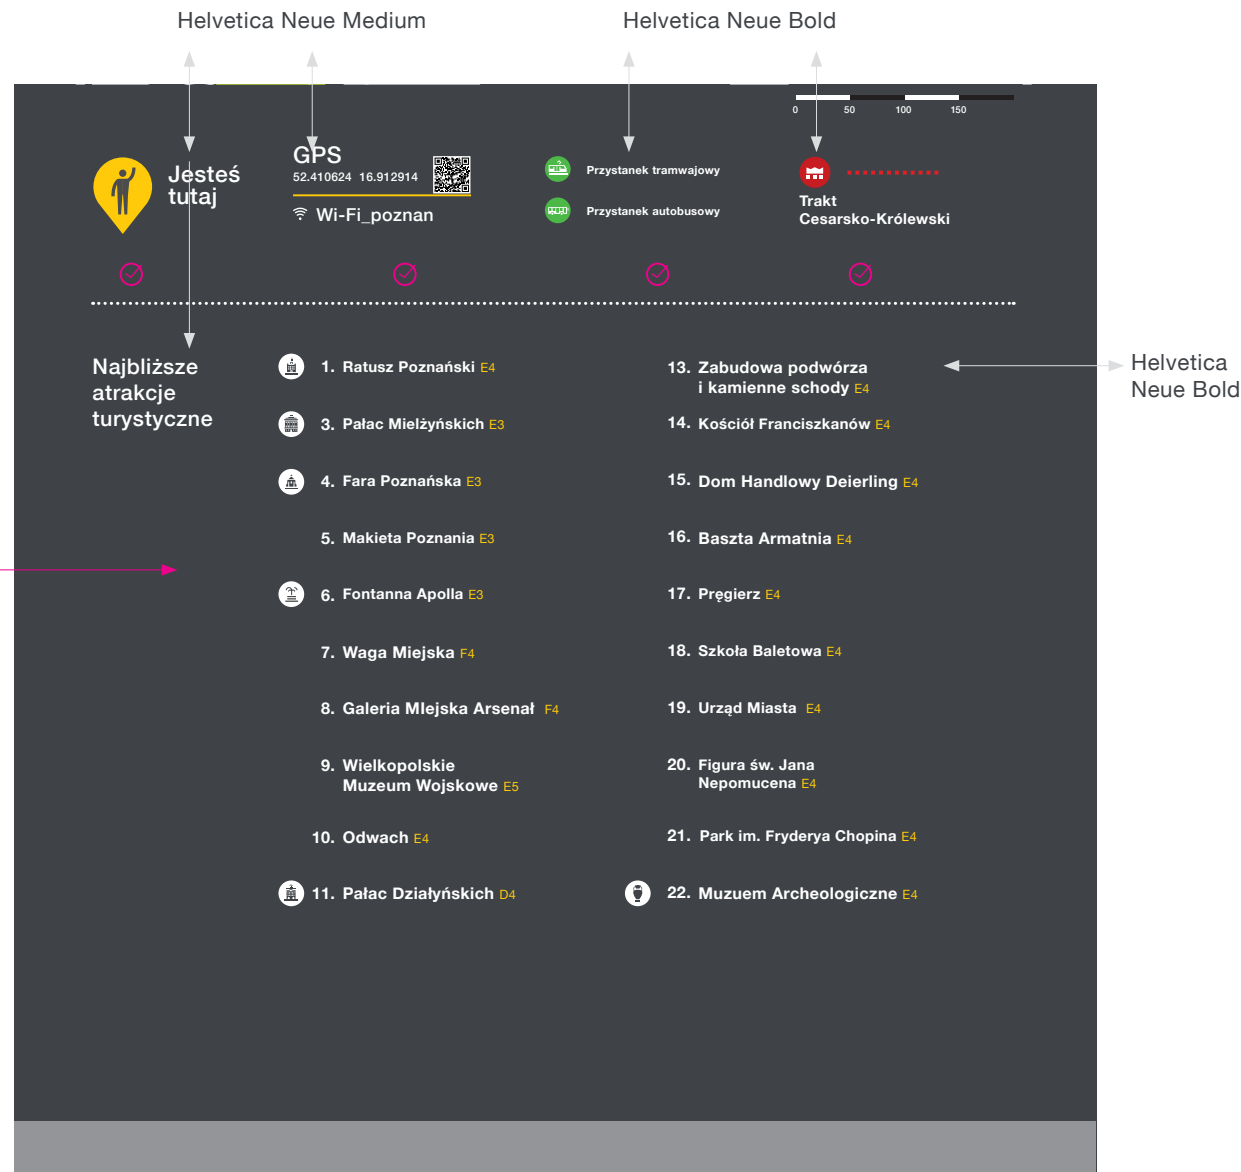 Helvetica Neue Medium
Helvetica Neue Bold
0 50 100 150
Jesteś
tutaj
GPS
52.410624 16.912914
Wi-Fi_poznan
Przystanek tramwajowy
Przystanek autobusowy
Trakt
Cesarsko-Królewski
Najbliższe
atrakcje
turystyczne
1. Ratusz Poznański E4
3. Pałac Mielżyńskich E3
4. Fara Poznańska E3
5. Makieta Poznania E3
6. Fontanna Apolla E3
7. Waga Miejska F4
8. Galeria MIejska Arsenał F4
9. Wielkopolskie
Muzeum Wojskowe E5
10. Odwach E4
11. Pałac Działyńskich D4
13. Zabudowa podwórza
i kamienne schody E4
14. Kościół Franciszkanów E4
15. Dom Handlowy Deierling E4
16. Baszta Armatnia E4
17. Pręgierz E4
18. Szkoła Baletowa E4
19. Urząd Miasta E4
20. Figura św. Jana
Nepomucena E4
21. Park im. Fryderya Chopina E4
22. Muzuem Archeologiczne E4
Helvetica
Neue Bold